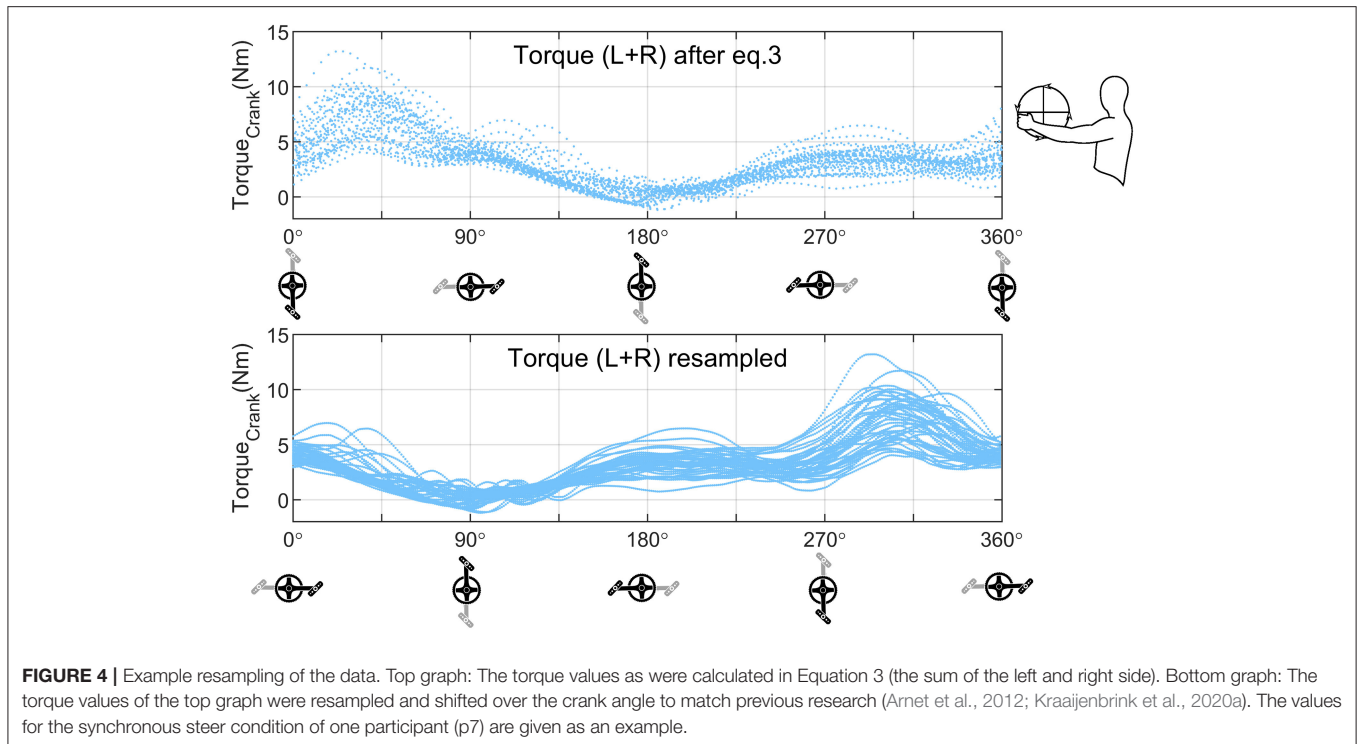 15
Torque (L+R) after eq.3
10
5
0
TorqueCrank(Nm)
0° 90° 180° 270° 360°
15
Torque (L+R) resampled
10
5
0
TorqueCrank(Nm)
0° 90° 180° 270° 360°
FIGURE 4 | Example resampling of the data. Top graph: The torque values as were calculated in Equation 3 (the sum of the left and right side). Bottom graph: The
torque values of the top graph were resampled and shifted over the crank angle to match previous research (Arnet et al., 2012; Kraaijenbrink et al., 2020a). The values
for the synchronous steer condition of one participant (p7) are given as an example.